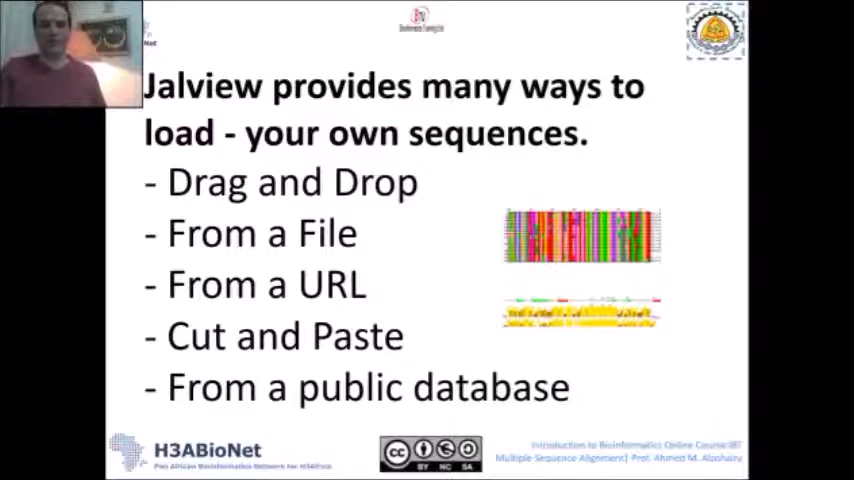 Net
Jalview provides many ways to
load - your own sequences.
- Drag and Drop
- From a File
- From a URL
- Cut and Paste
- From a public database
H3ABioNet
Pan African Bioinformatics Network for H3Africa
cc
BY NC SA
Introduction to Bioinformatics Online Course:IBT
Multiple Sequence Alignment| Prof. Ahmed M. Alzohairy